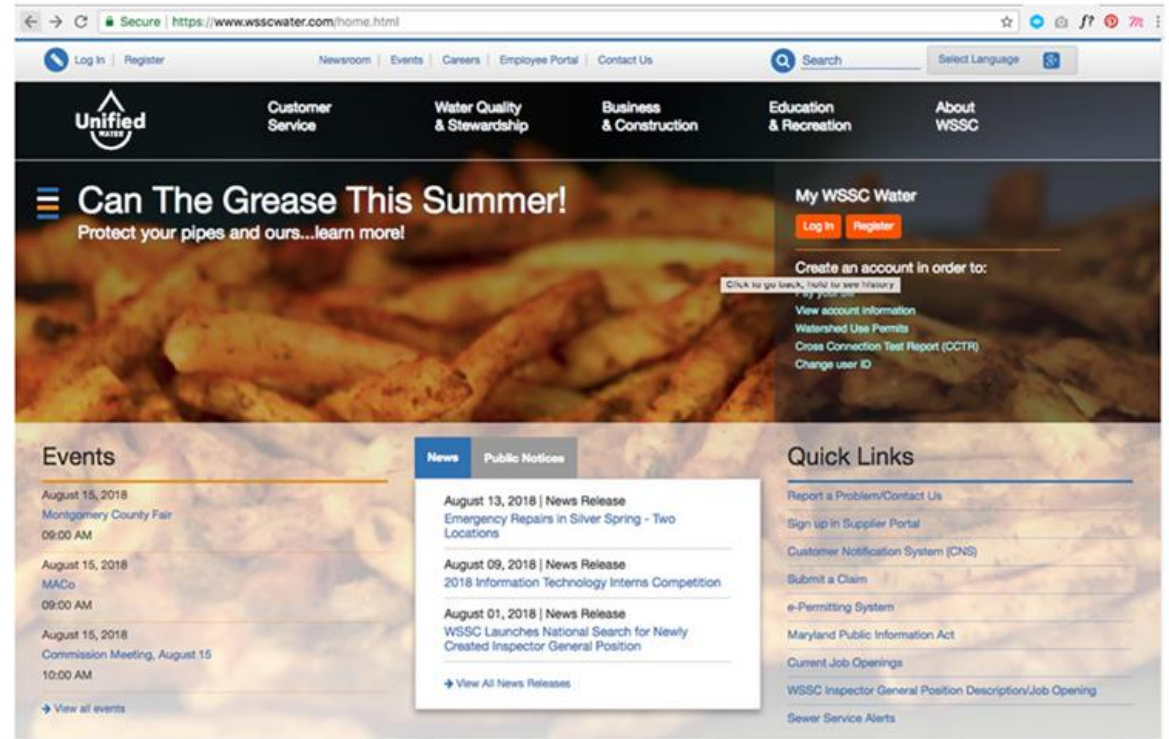 Secure | https://www.wsscwater.com/home.html
Log In | Register
Newsroom | Events | Careers | Employee Portal | Contact Us
Search
Select Language
Unified
WATER
Customer
Service
Water Quality
& Stewardship
Business
& Construction
Education
& Recreation
About
WSSC
Can The Grease This Summer!
Protect your pipes and ours...learn more!
My WSSC Water
Log In
Register
Create an account in order to:
Click to go back, hold to see history
Pay your bill
View account information
Watershed Use Permits
Cross Connection Test Report (CCTR)
Change user ID
Events
August 15, 2018
Montgomery County Fair
09:00 AM
August 15, 2018
MACo
09:00 AM
August 15, 2018
Commission Meeting, August 15
10:00 AM
View all events
News
Public Notices
August 13, 2018 | News Release
Emergency Repairs in Silver Spring - Two
Locations
August 09, 2018 | News Release
2018 Information Technology Interns Competition
August 01, 2018 | News Release
WSSC Launches National Search for Newly
Created Inspector General Position
View All News Releases
Quick Links
Report a Problem/Contact Us
Sign up in Supplier Portal
Customer Notification System (CNS)
Submit a Claim
e-Permitting System
Maryland Public Information Act
Current Job Openings
WSSC Inspector General Position Description/Job Opening
Sewer Service Alerts